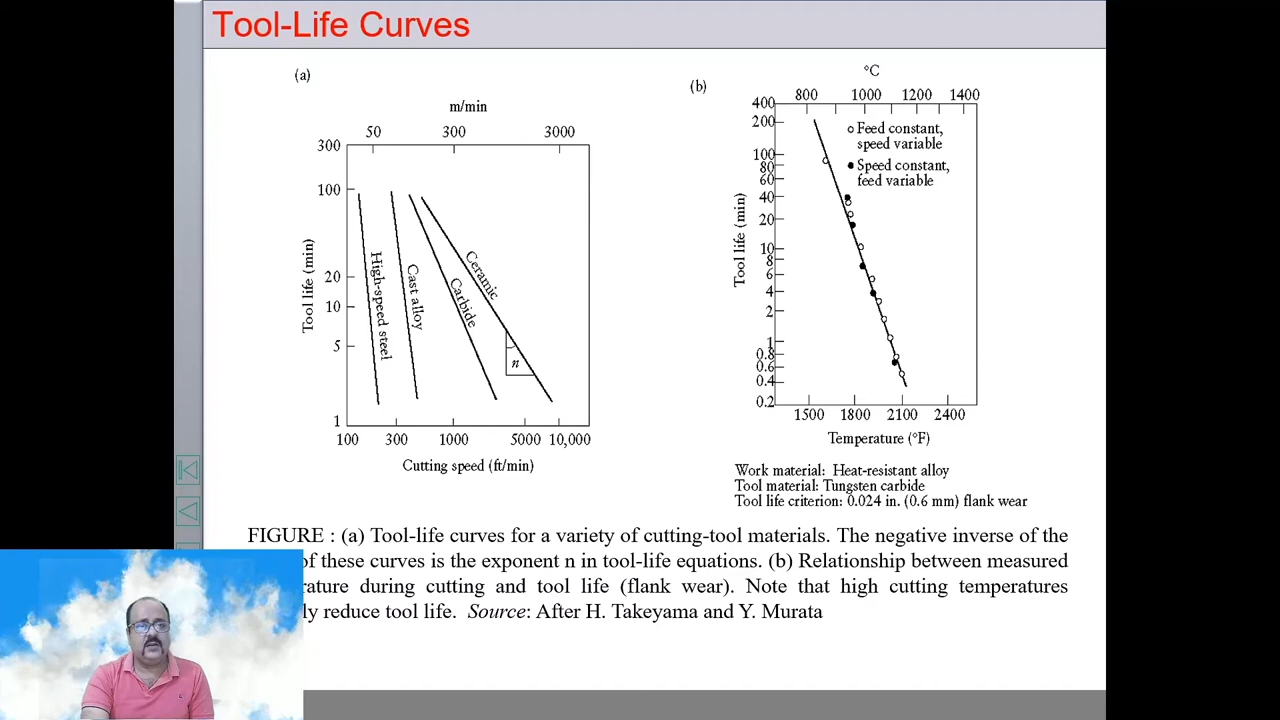 Tool-Life Curves
(a)
m/min
50 300 3000
300
100
20
10
5
1
Tool life (min)
High-speed steel
Cast alloy
Carbide
Ceramic
n
100 300 1000 5000 10,000
Cutting speed (ft/min)
(b)
°C
800 1000 1200 1400
400
200
100
80
60
40
20
10
8
6
4
2
1
0.8
0.6
0.4
0.2
Tool life (min)
Feed constant,
speed variable
Speed constant,
feed variable
1500 1800 2100 2400
Temperature (°F)
Work material: Heat-resistant alloy
Tool material: Tungsten carbide
Tool life criterion: 0.024 in. (0.6 mm) flank wear
FIGURE : (a) Tool-life curves for a variety of cutting-tool materials. The negative inverse of the
of these curves is the exponent n in tool-life equations. (b) Relationship between measured
rature during cutting and tool life (flank wear). Note that high cutting temperatures
ly reduce tool life. Source: After H. Takeyama and Y. Murata